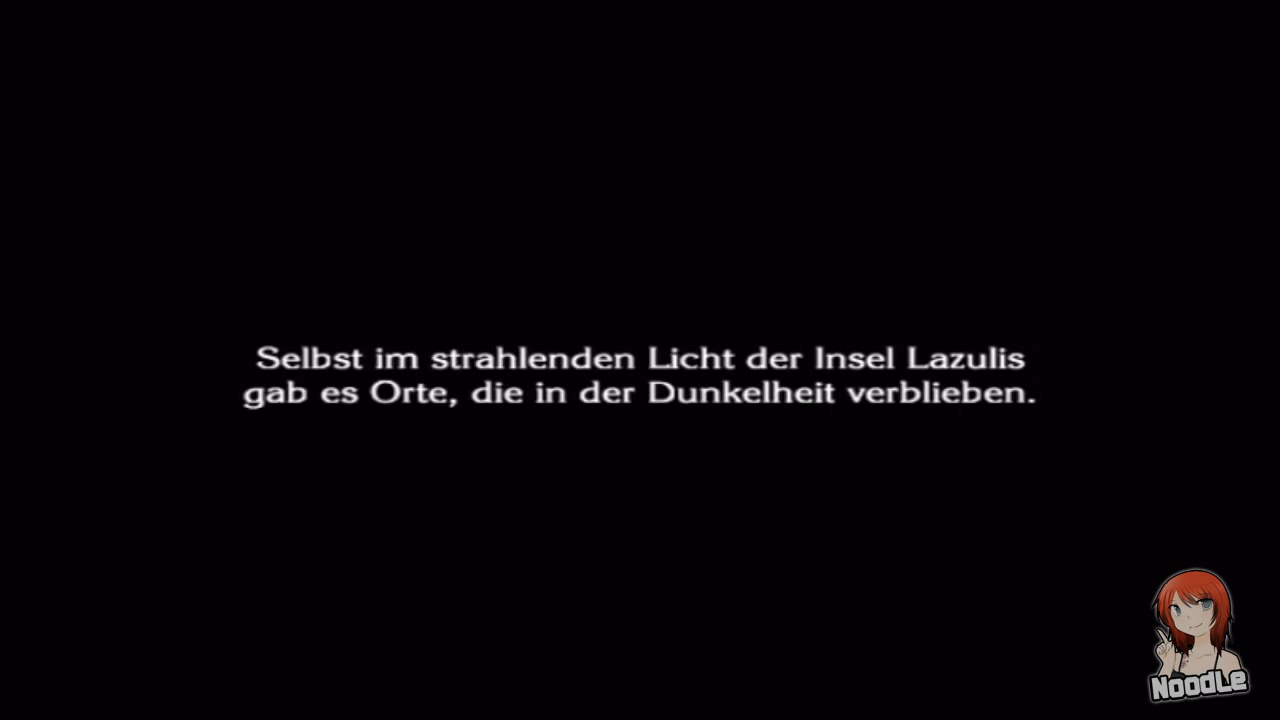 Selbst im strahlenden Licht der Insel Lazulis
gab es Orte, die in der Dunkelheit verblieben.
NoodLe